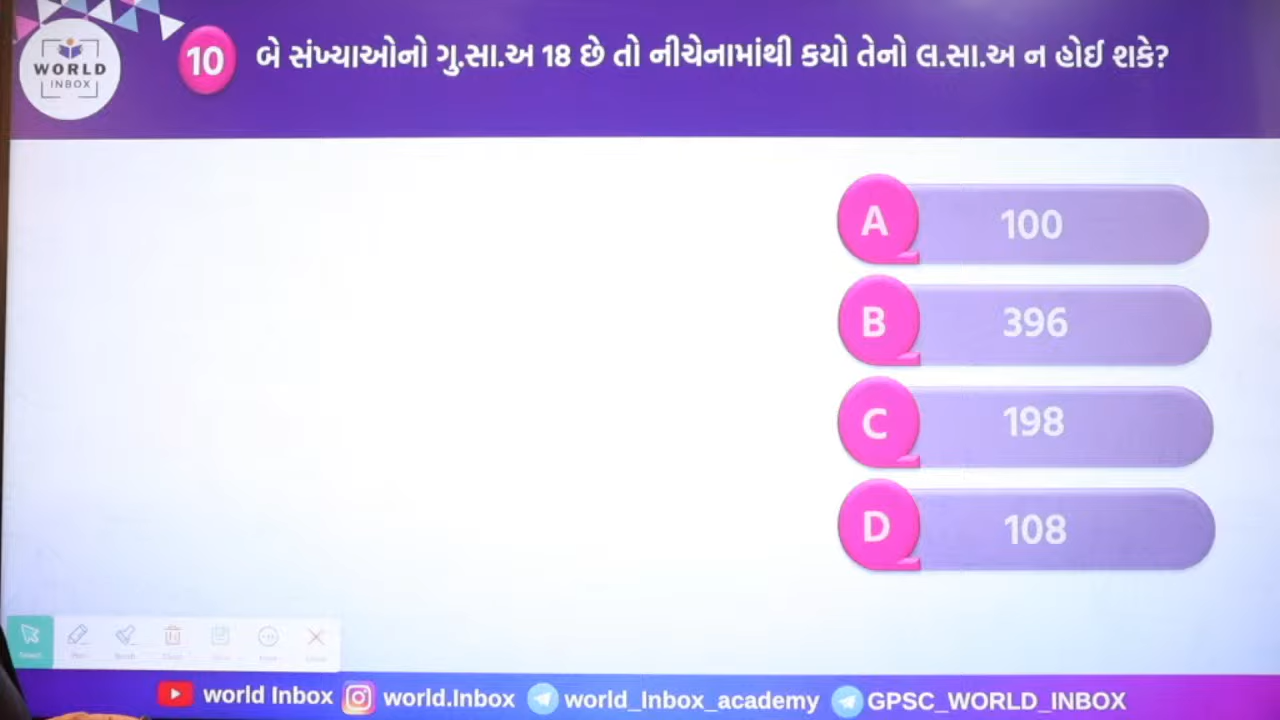 WORLD
INBOX
10 બે સંખ્યાઓનો ગુ.સા.અ 18 છે તો નીચેનામાંથી કયો તેનો લ.સા.અ ન હોઈ શકે?
A 100
B 396
C 198
D 108
world Inbox world.Inbox world_Inbox_academy GPSC_WORLD_INBOX